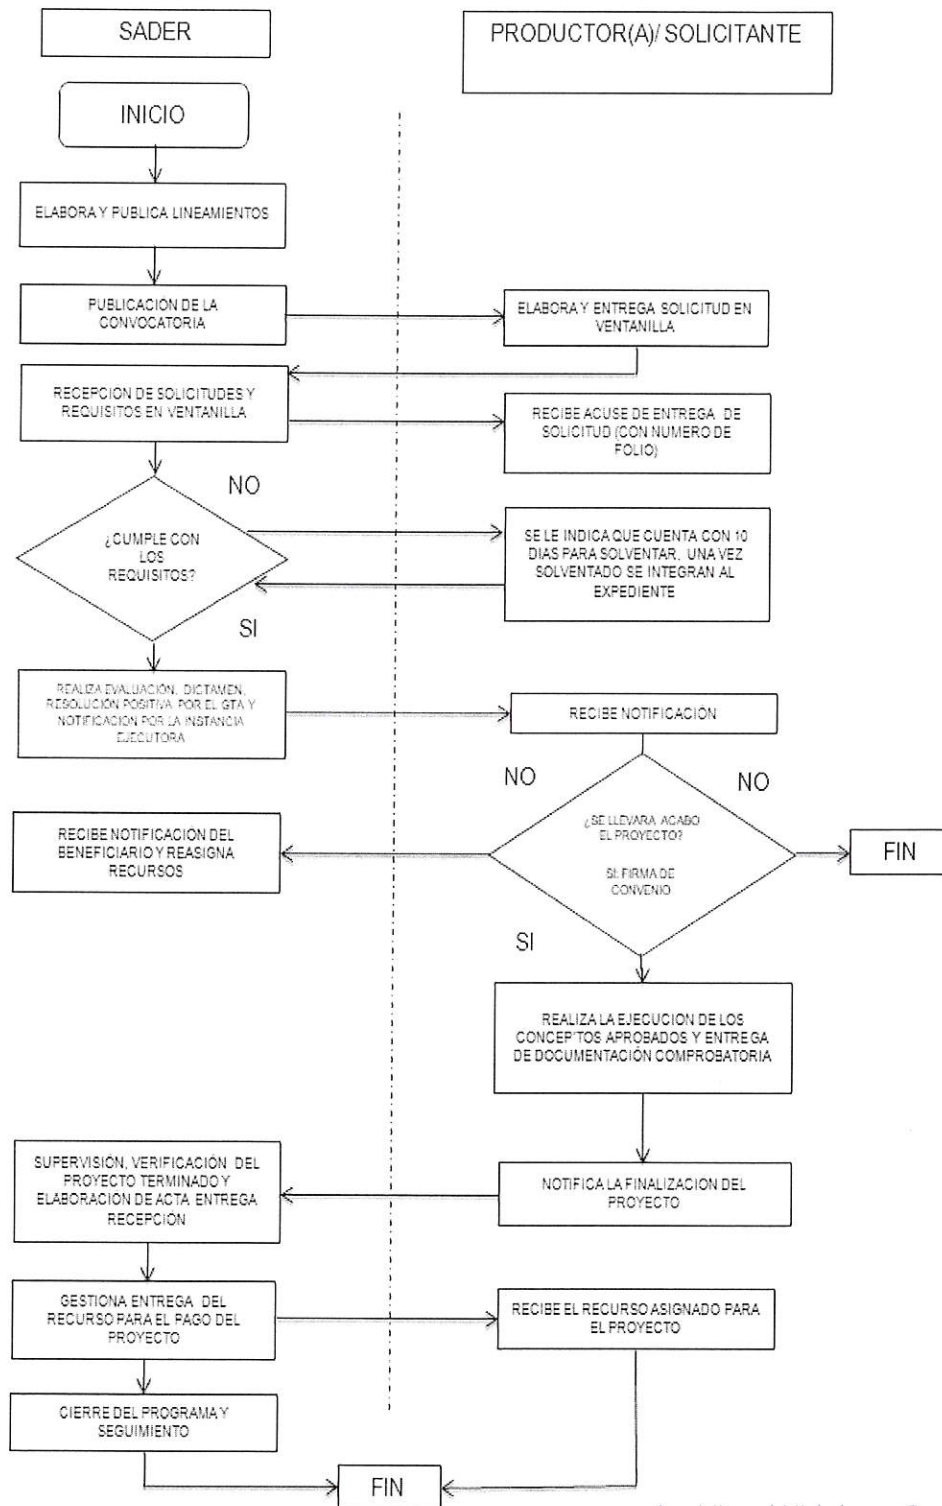 SADER
PRODUCTOR(A)/ SOLICITANTE
INICIO
ELABORA Y PUBLICA LINEAMIENTOS
PUBLICACION DE LA
CONVOCATORIA
ELABORA Y ENTREGA SOLICITUD EN
VENTANILLA
RECEPCION DE SOLICITUDES Y
REQUISITOS EN VENTANILLA
RECIBE ACUSE DE ENTREGA DE
SOLICITUD (CON NUMERO DE
FOLIO)
NO
¿CUMPLE CON
LOS
REQUISITOS?
SE LE INDICA QUE CUENTA CON 10
DIAS PARA SOLVENTAR, UNA VEZ
SOLVENTADO SE INTEGRAN AL
EXPEDIENTE
SI
REALIZA EVALUACIÓN, DICTAMEN,
RESOLUCIÓN POSITIVA POR EL GTA Y
NOTIFICACIÓN POR LA INSTANCIA
EJECUTORA
RECIBE NOTIFICACIÓN
NO
NO
¿SE LLEVARA ACABO
EL PROYECTO?
SI: FIRMA DE
CONVENIO
RECIBE NOTIFICACION DEL
BENEFICIARIO Y REASIGNA
RECURSOS
FIN
SI
REALIZA LA EJECUCION DE LOS
CONCEPTOS APROBADOS Y ENTREGA
DE DOCUMENTACIÓN COMPROBATORIA
SUPERVISIÓN, VERIFICACIÓN DEL
PROYECTO TERMINADO Y
ELABORACIÓN DE ACTA ENTREGA
RECEPCIÓN
NOTIFICA LA FINALIZACION DEL
PROYECTO
GESTIONA ENTREGA DEL
RECURSO PARA EL PAGO DEL
PROYECTO
RECIBE EL RECURSO ASIGNADO PARA
EL PROYECTO
CIERRE DEL PROGRAMA Y
SEGUIMIENTO
FIN